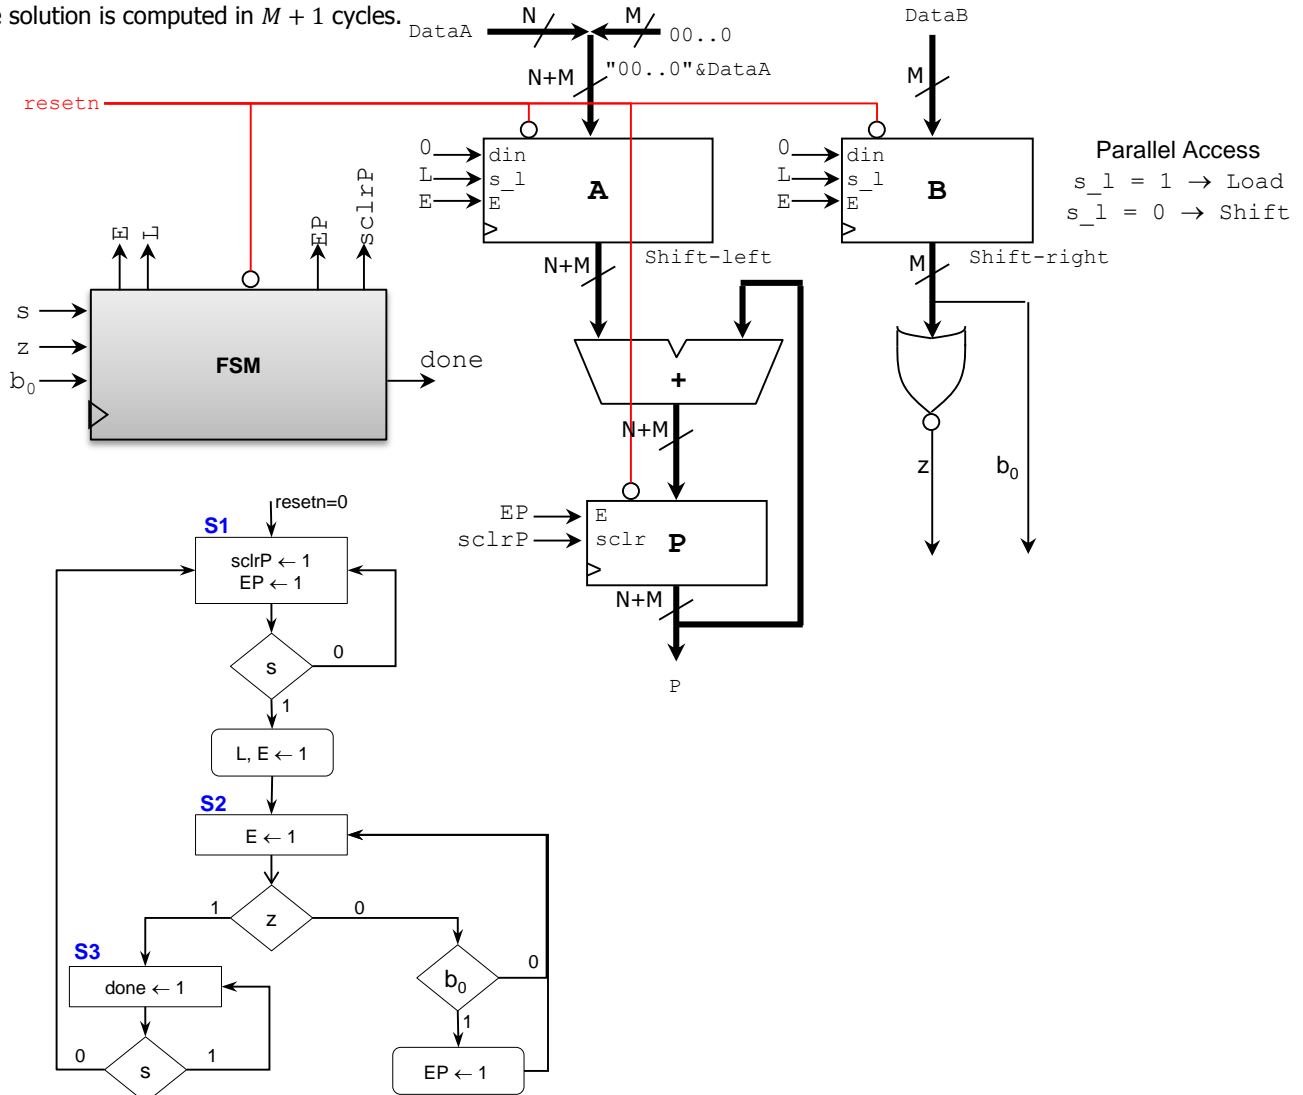 e solution is computed in M + 1 cycles.
DataA
N
M
00..0
DataB
N+M
"00..0"&DataA
M
resetn
0
din
L
s_l
E
E
A
0
din
L
s_l
E
E
B
Parallel Access
s_l = 1 → Load
s_l = 0 → Shift
E
L
EP
sclrP
N+M
Shift-left
M
Shift-right
s
z
b0
FSM
done
+
N+M
z
b0
EP
E
sclrP
sclr
P
N+M
P
resetn=0
S1
sclrP ← 1
EP ← 1
s
0
1
L, E ← 1
S2
E ← 1
1
z
0
S3
done ← 1
b0
0
1
0
s
1
EP ← 1